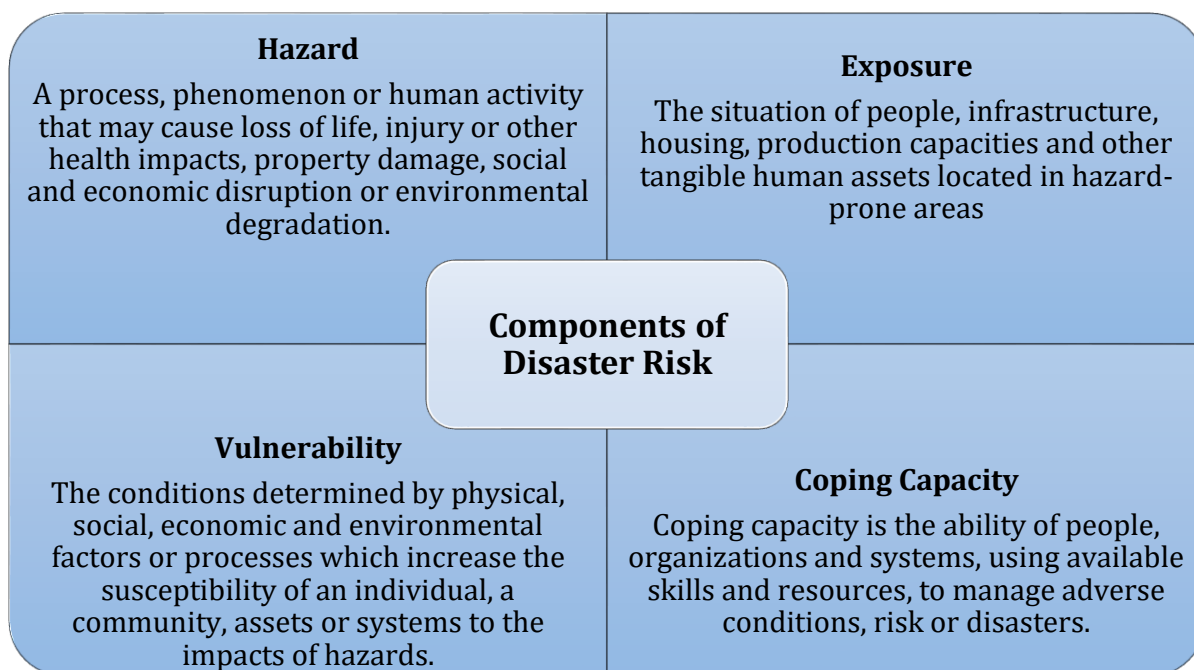 Hazard
A process, phenomenon or human activity
that may cause loss of life, injury or other
health impacts, property damage, social
and economic disruption or environmental
degradation.
Exposure
The situation of people, infrastructure,
housing, production capacities and other
tangible human assets located in hazard-
prone areas
Components of
Disaster Risk
Vulnerability
The conditions determined by physical,
social, economic and environmental
factors or processes which increase the
susceptibility of an individual, a
community, assets or systems to the
impacts of hazards.
Coping Capacity
Coping capacity is the ability of people,
organizations and systems, using available
skills and resources, to manage adverse
conditions, risk or disasters.